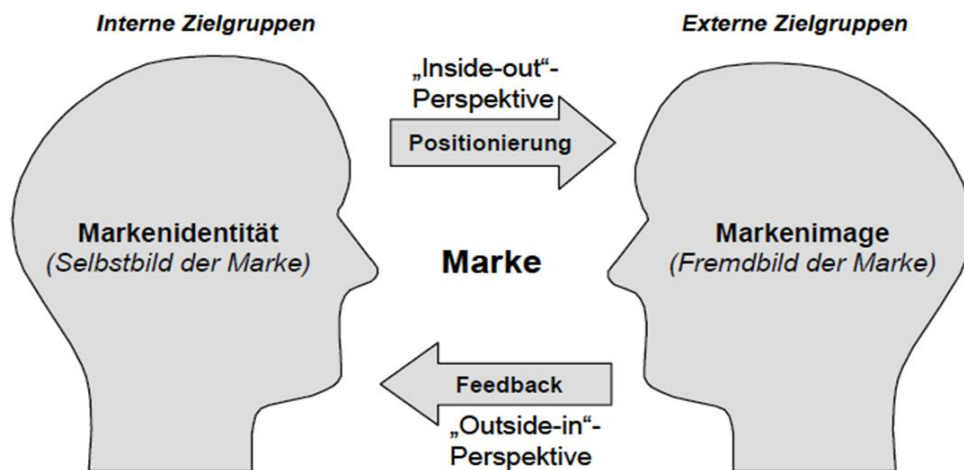 Interne Zielgruppen
Externe Zielgruppen
„Inside-out“-
Perspektive
Positionierung
Markenidentität
(Selbstbild der Marke)
Marke
Markenimage
(Fremdbild der Marke)
Feedback
„Outside-in“-
Perspektive